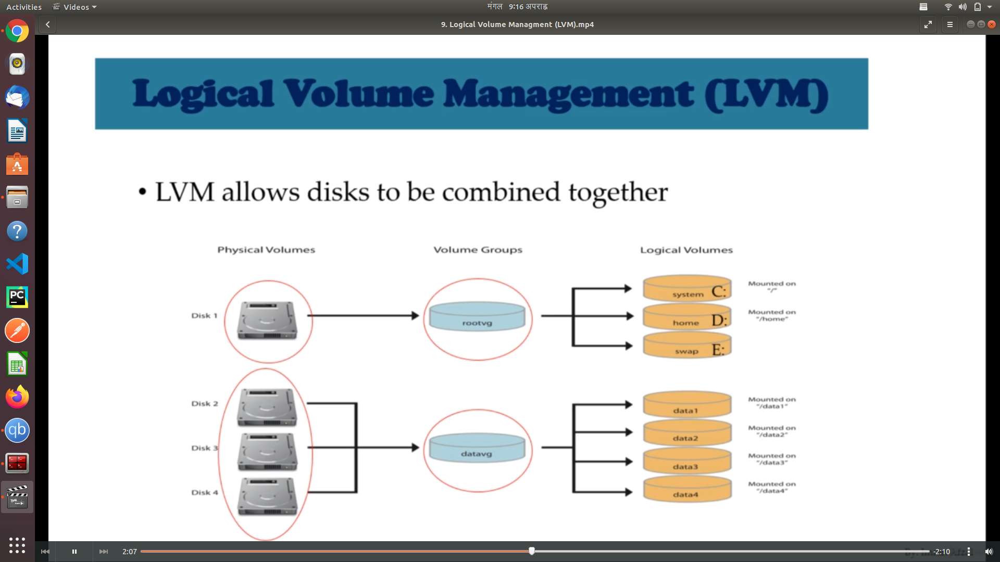 Activities
Videos
मंगल 9:16 अपराह्न
9. Logical Volume Managment (LVM).mp4
Logical Volume Management (LVM)
• LVM allows disks to be combined together
Physical Volumes
Volume Groups
Logical Volumes
Disk 1
rootvg
system C:
Mounted on
"/"
home D:
Mounted on
"/home"
swap E:
Disk 2
Disk 3
Disk 4
datavg
data1
Mounted on
"/data1"
data2
Mounted on
"/data2"
data3
Mounted on
"/data3"
data4
Mounted on
"/data4"
PC
qb
2:07
-2:10
By: